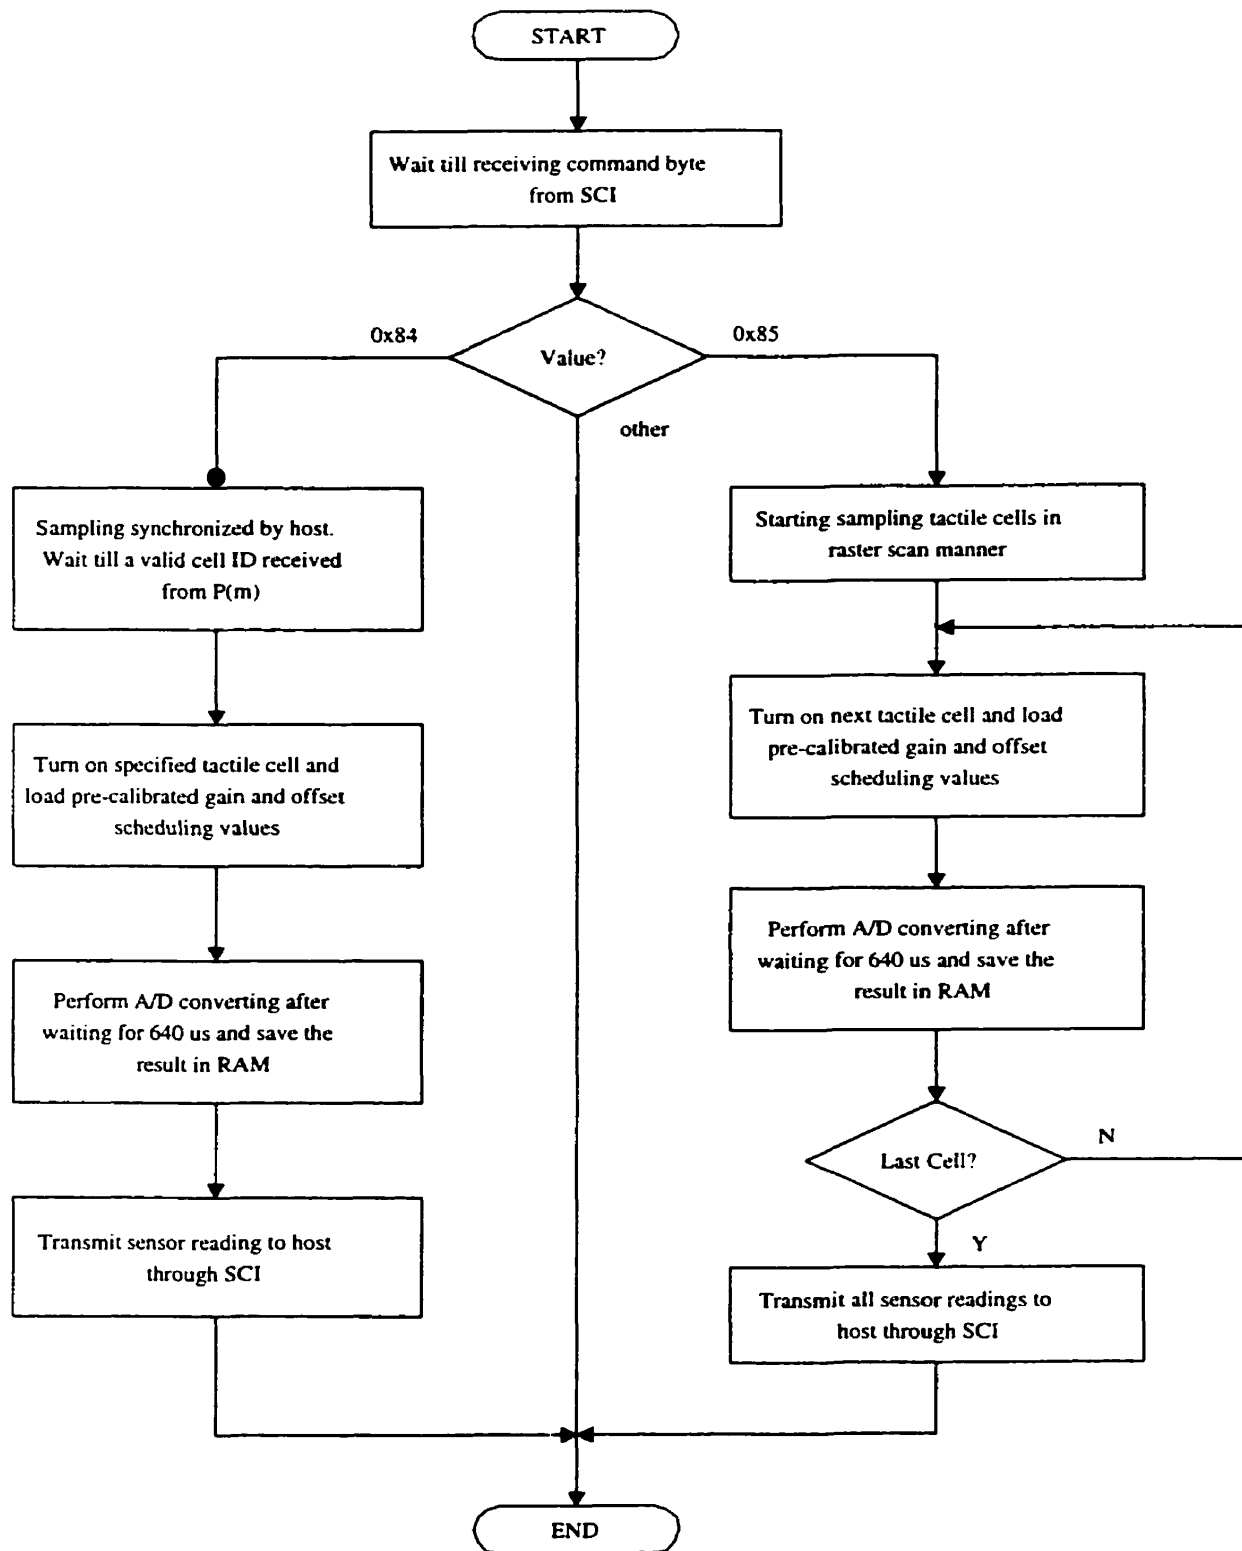 START
Wait till receiving command byte
from SCI
0x84
Value?
0x85
other
Sampling synchronized by host.
Wait till a valid cell ID received
from P(m)
Turn on specified tactile cell and
load pre-calibrated gain and offset
scheduling values
Perform A/D converting after
waiting for 640 us and save the
result in RAM
Transmit sensor reading to host
through SCI
Starting sampling tactile cells in
raster scan manner
Turn on next tactile cell and load
pre-calibrated gain and offset
scheduling values
Perform A/D converting after
waiting for 640 us and save the
result in RAM
Last Cell?
N
Y
Transmit all sensor readings to
host through SCI
END